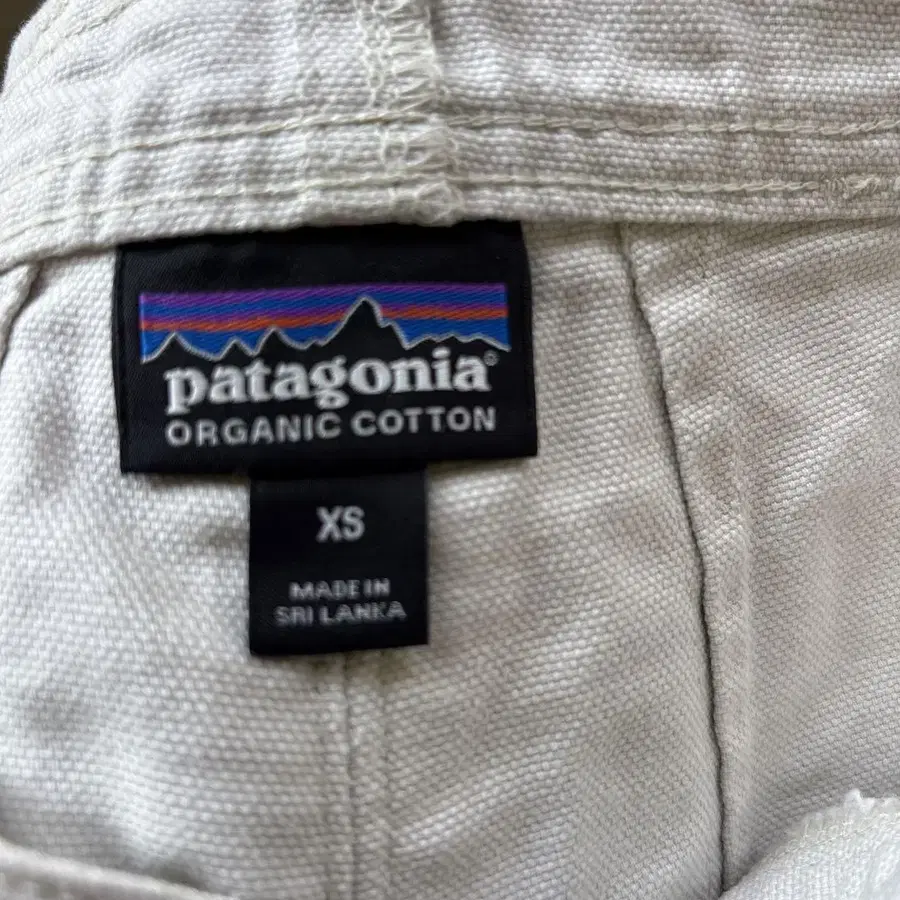 patagonia®
ORGANIC COTTON
XS
MADE IN
SRI LANKA